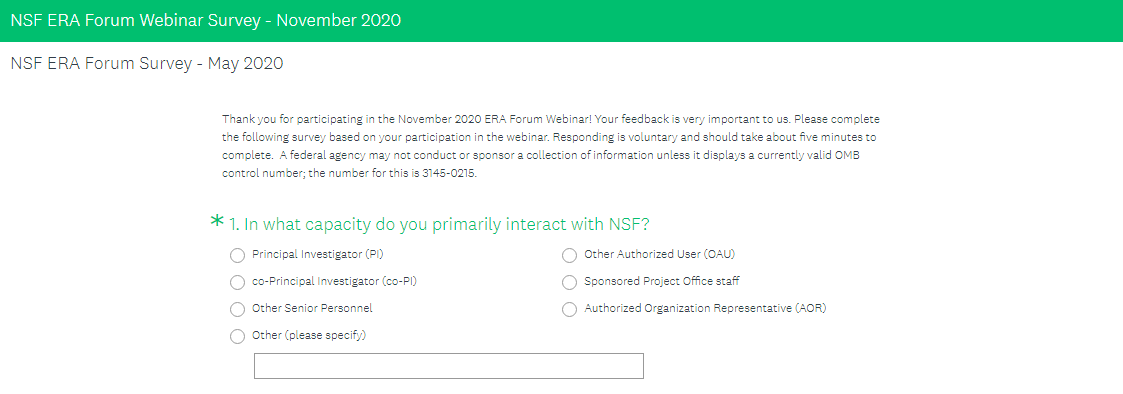 NSF ERA Forum Webinar Survey - November 2020
NSF ERA Forum Survey - May 2020
Thank you for participating in the November 2020 ERA Forum Webinar! Your feedback is very important to us. Please complete
the following survey based on your participation in the webinar. Responding is voluntary and should take about five minutes to
complete. A federal agency may not conduct or sponsor a collection of information unless it displays a currently valid OMB
control number; the number for this is 3145-0215.
* 1. In what capacity do you primarily interact with NSF?
Principal Investigator (PI)
co-Principal Investigator (co-PI)
Other Senior Personnel
Other (please specify)
Other Authorized User (OAU)
Sponsored Project Office staff
Authorized Organization Representative (AOR)